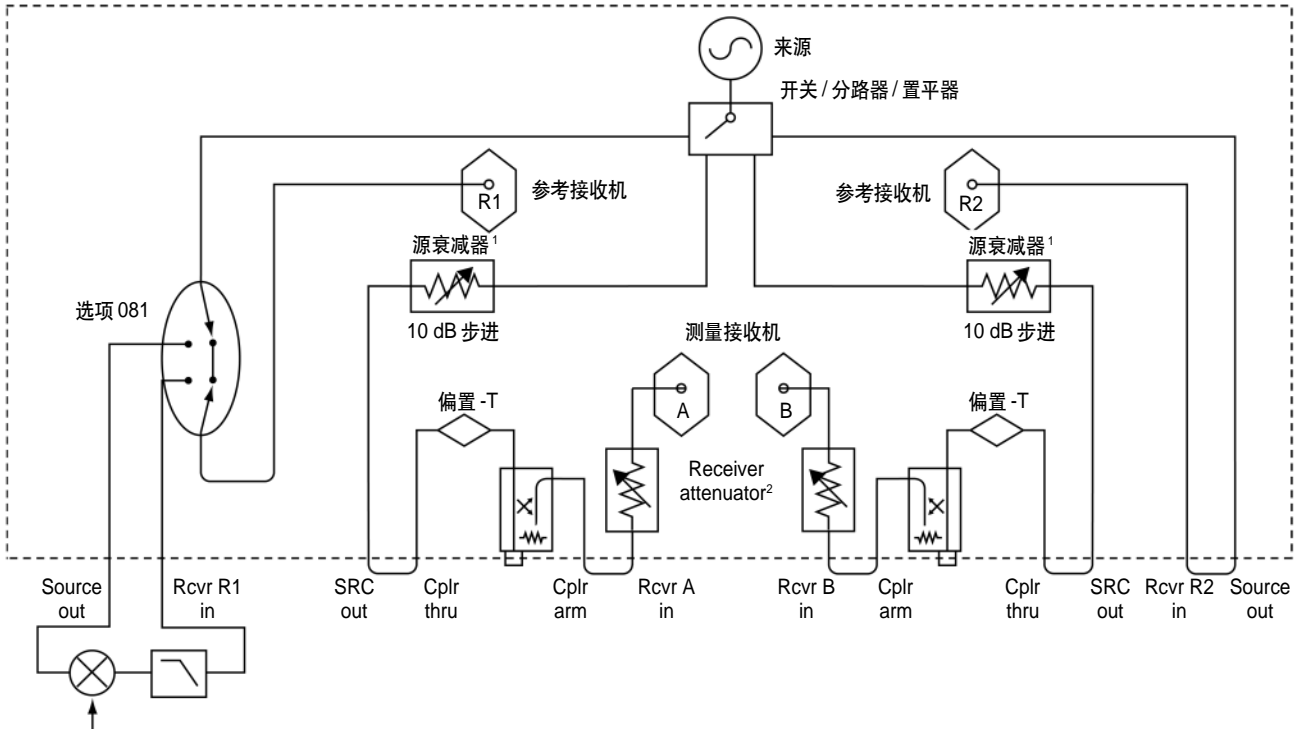 来源
开关 / 分路器 / 置平器
R1
参考接收机
参考接收机
R2
源衰减器1
源衰减器1
选项 081
10 dB 步进
测量接收机
10 dB 步进
偏置 -T
A
B
偏置 -T
Receiver
attenuator2
Source
out
Rcvr R1
in
SRC
out
Cplr
thru
Cplr
arm
Rcvr A
in
Rcvr B
in
Cplr
arm
Cplr
thru
SRC
out
Rcvr R2
in
Source
out